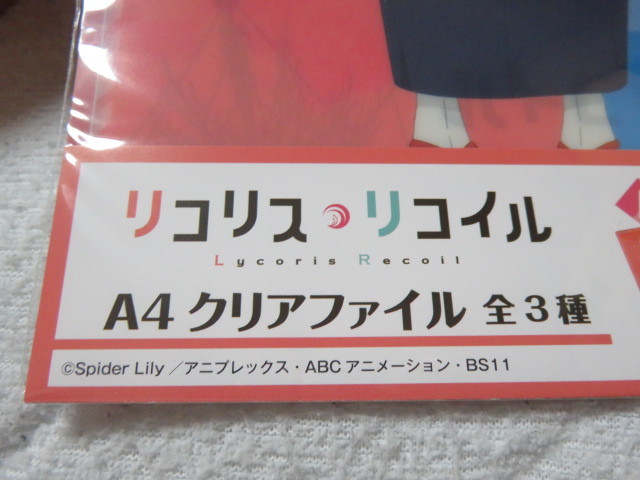 リコリス・リコイル
Lycoris Recoil
A4 クリアファイル 全3種
©Spider Lily／アニプレックス・ABCアニメーション・BS11